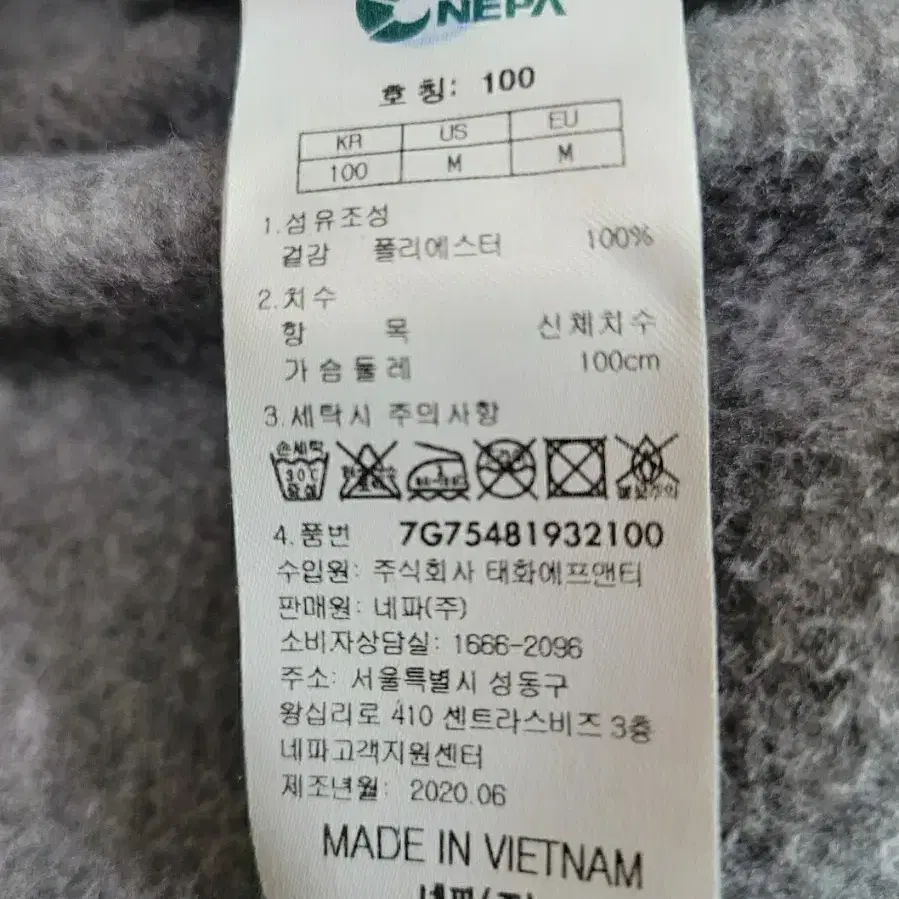 NEPA
호칭: 100
KR US EU
100 M M
1.섬유조성
겉감 폴리에스터 100%
2.치수
항 목 신체치수
가슴둘레 100cm
3.세탁시 주의사항
손세탁
30℃
중성
4.품번 7G75481932100
수입원: 주식회사 태화에프앤티
판매원: 네파(주)
소비자상담실: 1666-2096
주소: 서울특별시 성동구
왕십리로 410 센트라스비즈 3층
네파고객지원센터
제조년월: 2020.06
MADE IN VIETNAM
네파(주)